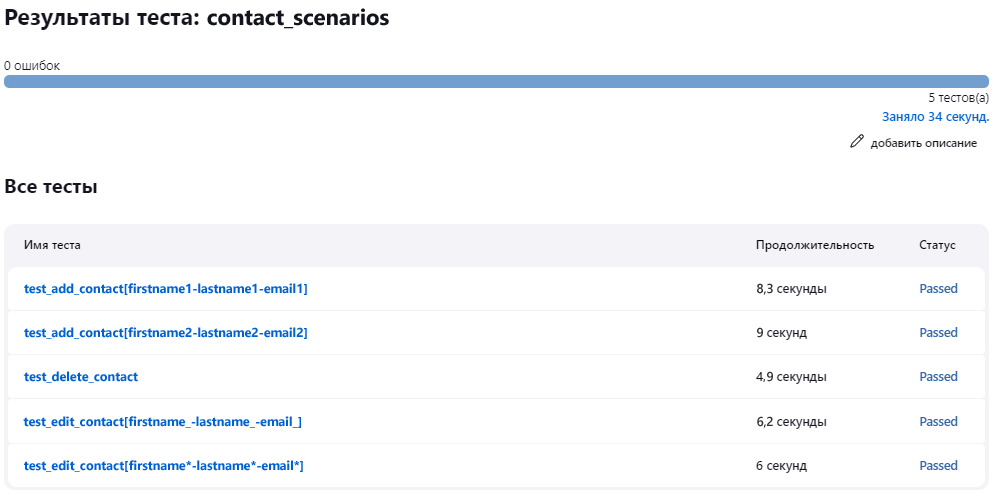 Результаты теста: contact_scenarios
0 ошибок
5 тестов(а)
Заняло 34 секунд.
добавить описание
Все тесты
Имя теста Продолжительность Статус
test_add_contact[firstname1-lastname1-email1] 8,3 секунды Passed
test_add_contact[firstname2-lastname2-email2] 9 секунд Passed
test_delete_contact 4,9 секунды Passed
test_edit_contact[firstname_-lastname_-email_] 6,2 секунды Passed
test_edit_contact[firstname*-lastname*-email*] 6 секунд Passed